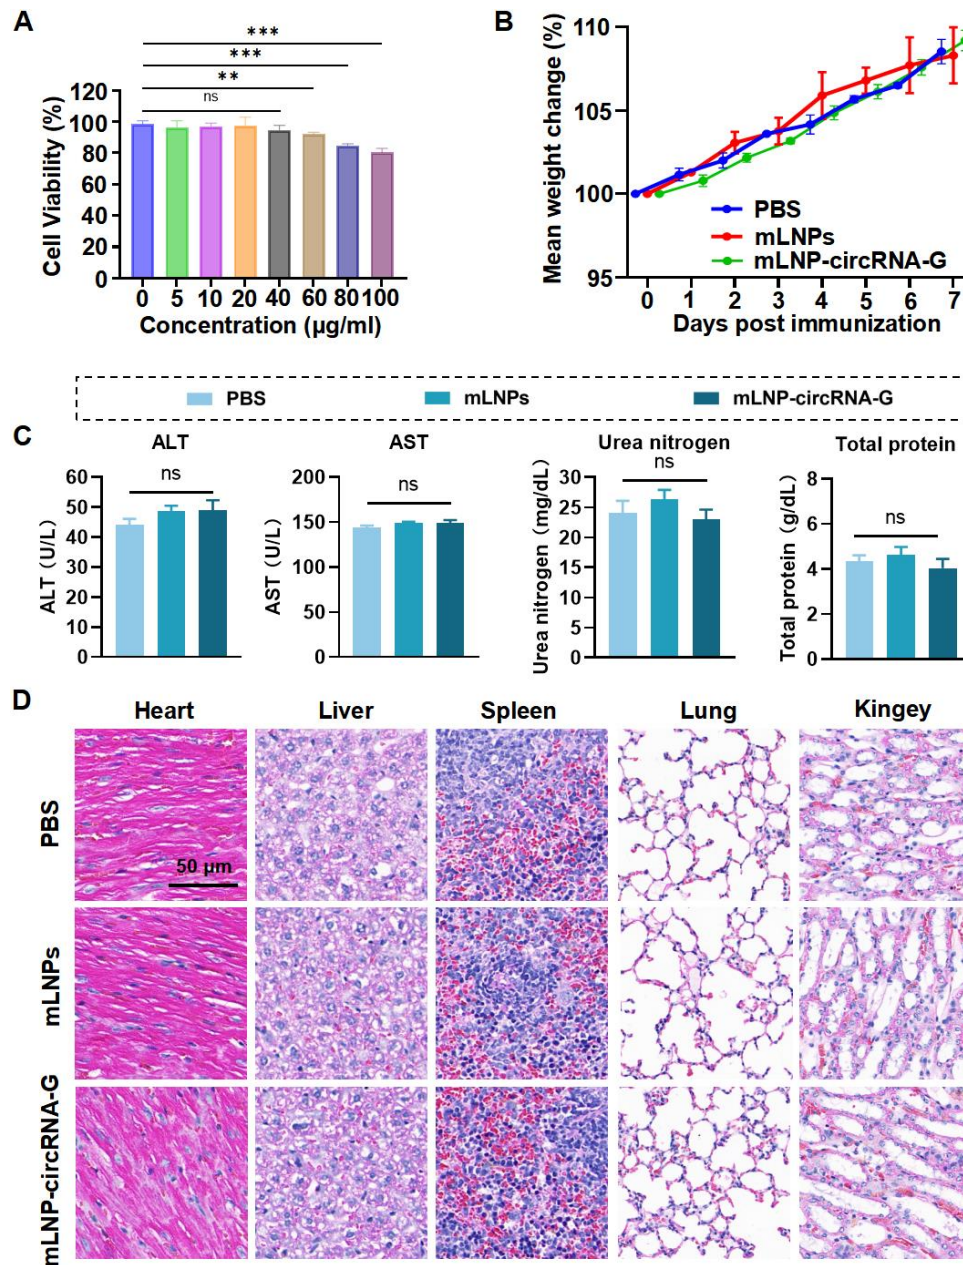 A
***
***
**
ns
120
100
80
60
40
20
0
Cell Viability (%)
0 5 10 20 40 60 80 100
Concentration (μg/ml)
B
110
105
100
95
Mean weight change (%)
PBS
mLNPs
mLNP-circRNA-G
0 1 2 3 4 5 6 7
Days post immunization
PBS mLNPs mLNP-circRNA-G
C
ALT
ns
60
50
40
30
20
10
0
ALT (U/L)
AST
ns
200
150
100
50
0
AST (U/L)
Urea nitrogen
ns
30
25
20
15
10
5
0
Urea nitrogen (mg/dL)
Total protein
ns
8
6
4
2
0
Total protein (g/dL)
D
Heart Liver Spleen Lung Kingey
PBS
50 μm
mLNPs
mLNP-circRNA-G